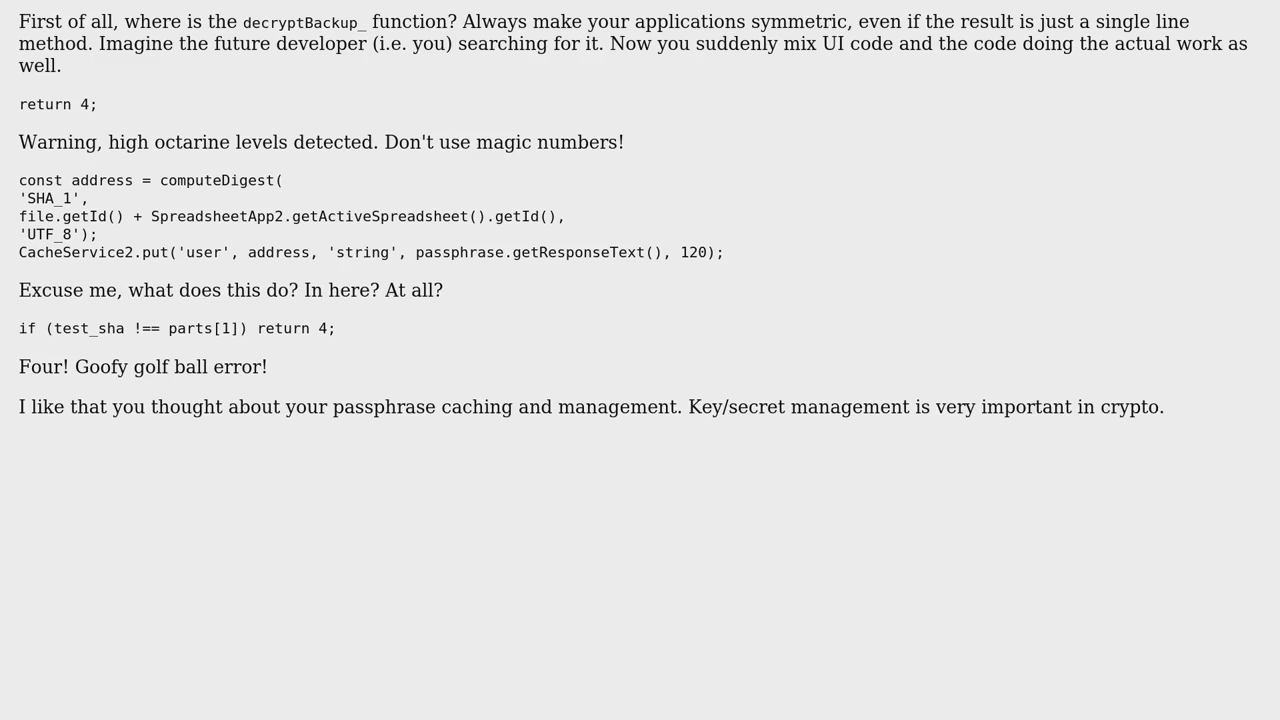 First of all, where is the decryptBackup_ function? Always make your applications symmetric, even if the result is just a single line
method. Imagine the future developer (i.e. you) searching for it. Now you suddenly mix UI code and the code doing the actual work as
well.
return 4;
Warning, high octarine levels detected. Don't use magic numbers!
const address = computeDigest(
'SHA_1',
file.getId() + SpreadsheetApp2.getActiveSpreadsheet().getId(),
'UTF_8');
CacheService2.put('user', address, 'string', passphrase.getResponseText(), 120);
Excuse me, what does this do? In here? At all?
if (test_sha !== parts[1]) return 4;
Four! Goofy golf ball error!
I like that you thought about your passphrase caching and management. Key/secret management is very important in crypto.